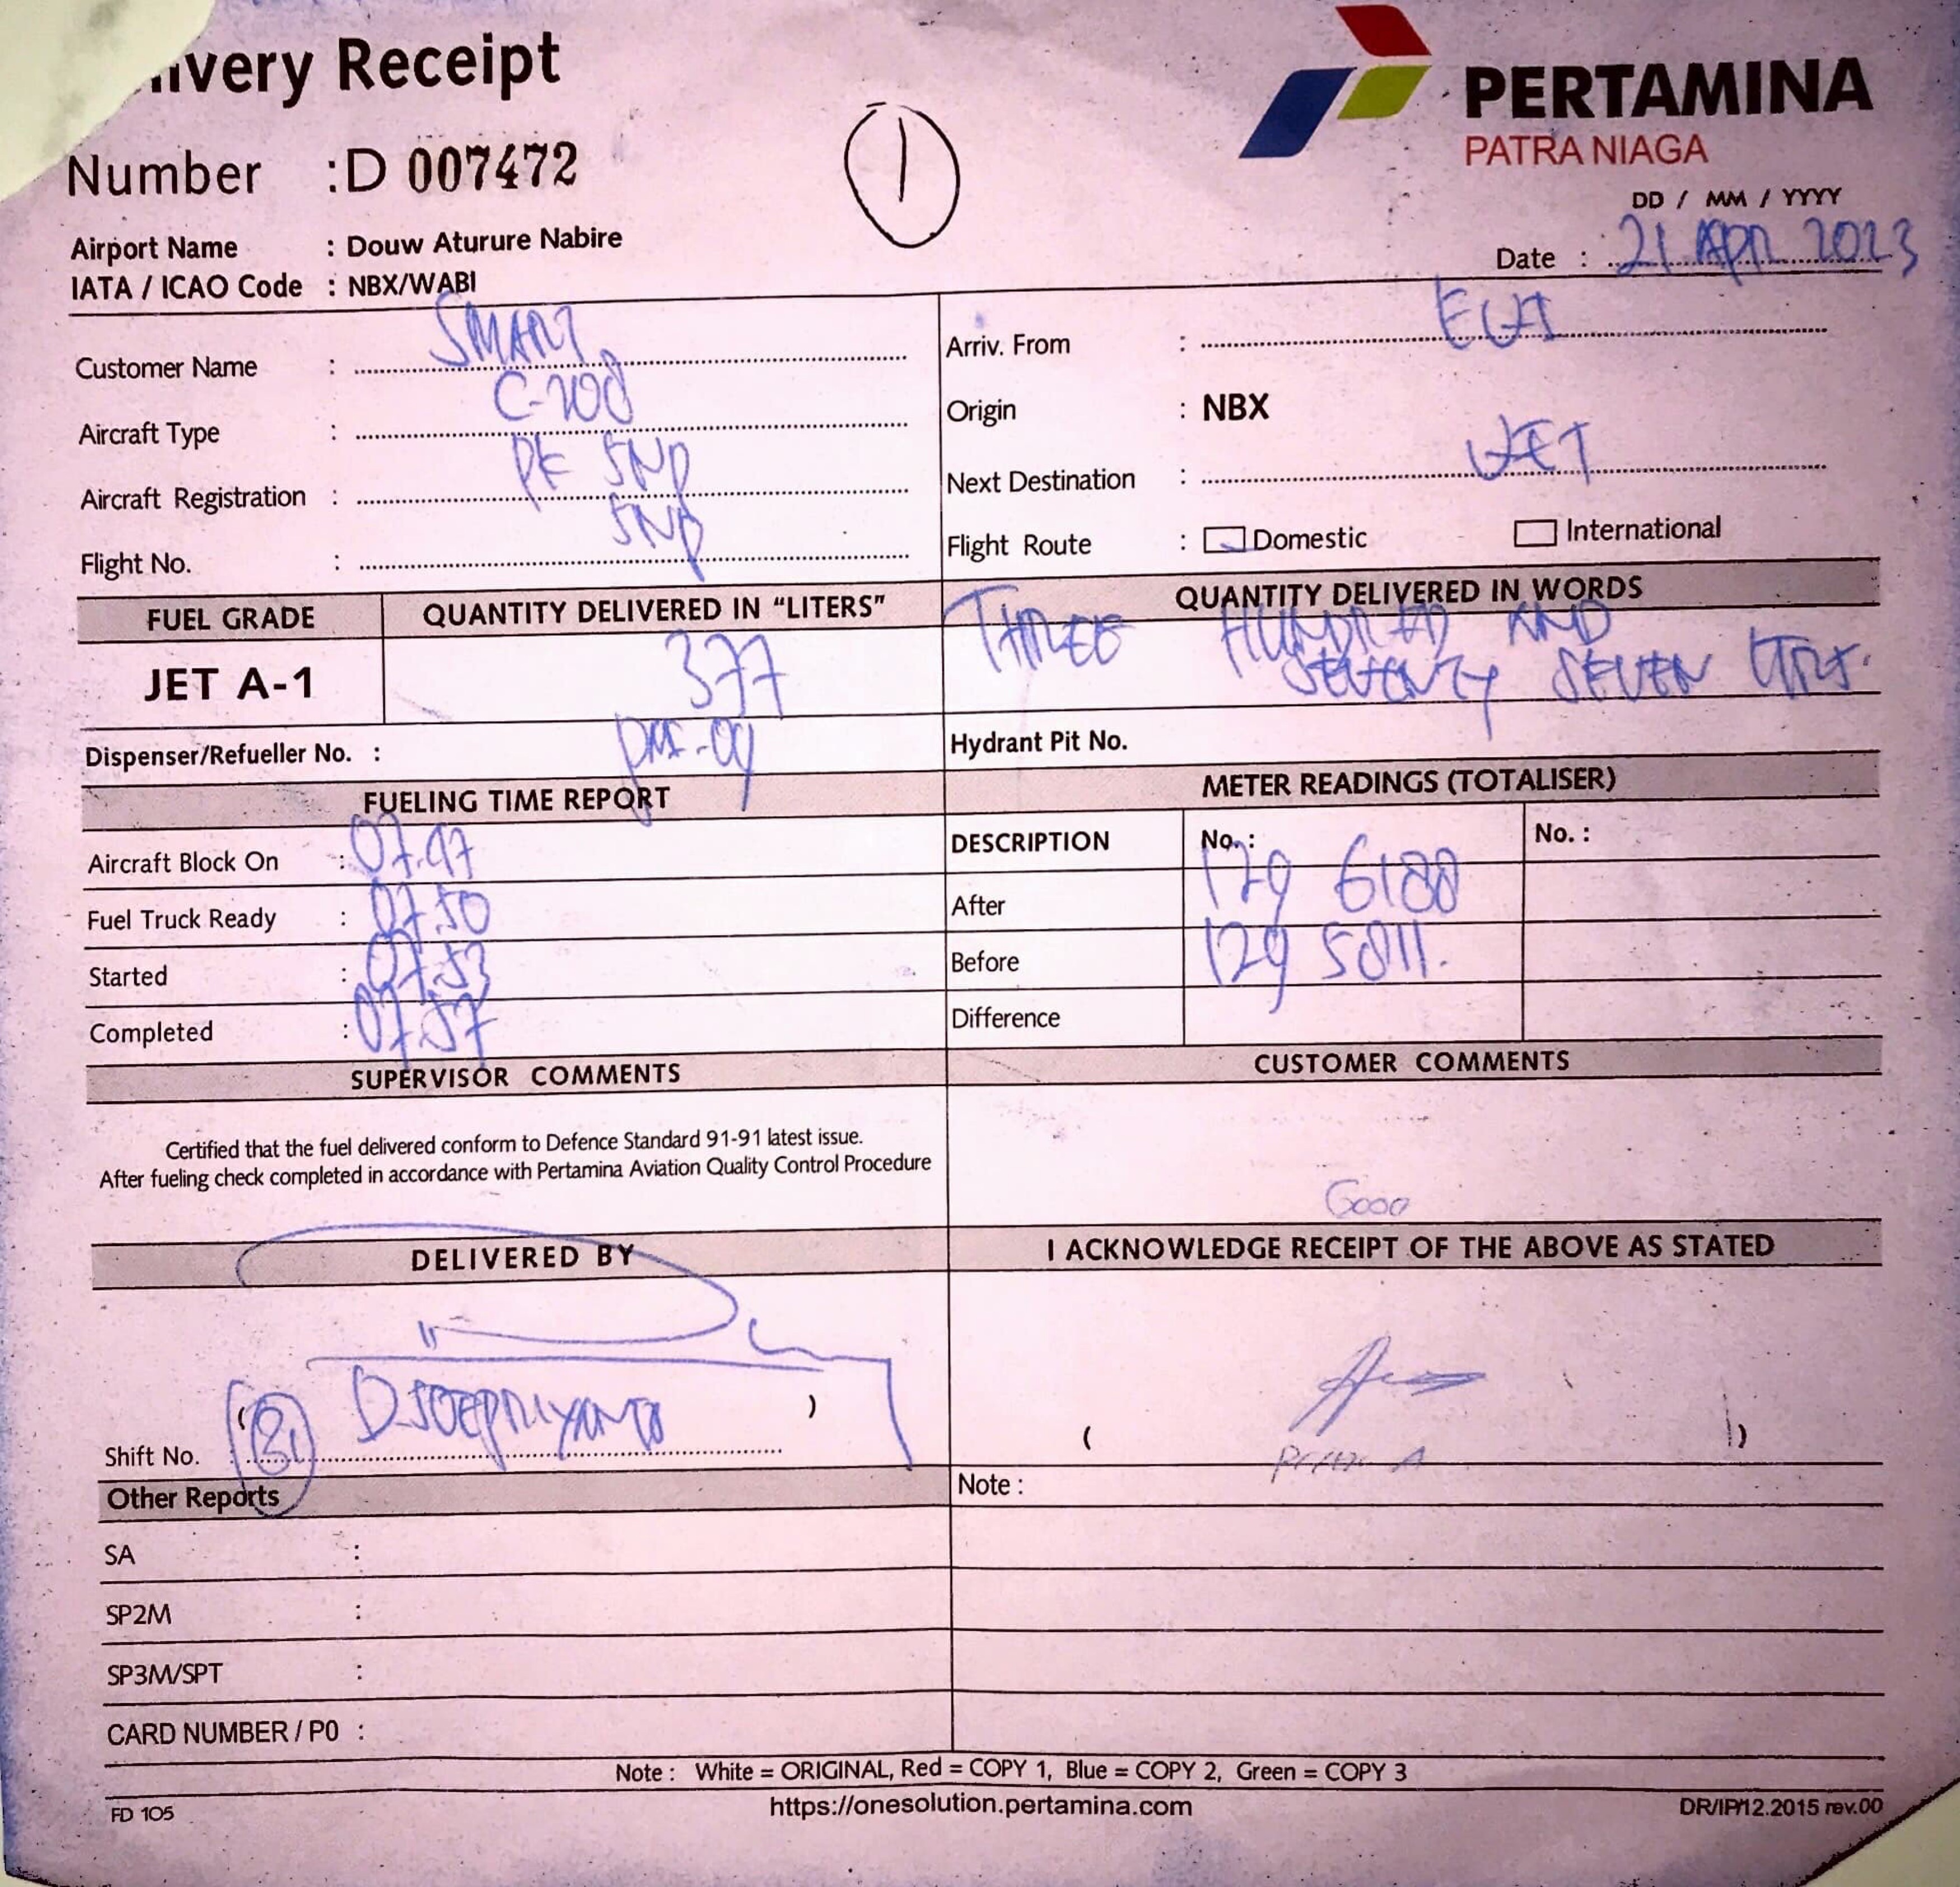 Delivery Receipt
PERTAMINA
PATRA NIAGA
Number : D 007472
1
DD / MM / YYYY
Airport Name : Douw Aturure Nabire
Date : 21 APR 2023
IATA / ICAO Code : NBX/WABI
Customer Name : SMART
Arriv. From :
Aircraft Type : C-208
Origin : NBX
Aircraft Registration : PK SNP
Next Destination :
Flight No. : SNP
Flight Route : Domestic International
FUEL GRADE QUANTITY DELIVERED IN "LITERS" QUANTITY DELIVERED IN WORDS
JET A-1 377 THREE HUNDRED AND
SEVENTY SEVEN LTRS.
Dispenser/Refueller No. :
Hydrant Pit No.
FUELING TIME REPORT
METER READINGS (TOTALISER)
DESCRIPTION No. : No. :
Aircraft Block On : 07.47
After 129 6188
Fuel Truck Ready : 07.50
Before 129 5811.
Started : 07.53
Difference
Completed : 07.57
SUPERVISOR COMMENTS
CUSTOMER COMMENTS
Certified that the fuel delivered conform to Defence Standard 91-91 latest issue.
After fueling check completed in accordance with Pertamina Aviation Quality Control Procedure
Good
DELIVERED BY
I ACKNOWLEDGE RECEIPT OF THE ABOVE AS STATED
Shift No. : ( )
( )
Other Reports
Note :
SA :
SP2M :
SP3M/SPT :
CARD NUMBER / P0 :
Note : White = ORIGINAL, Red = COPY 1, Blue = COPY 2, Green = COPY 3
FD 105
https://onesolution.pertamina.com
DR/IP/12.2015 rev.00